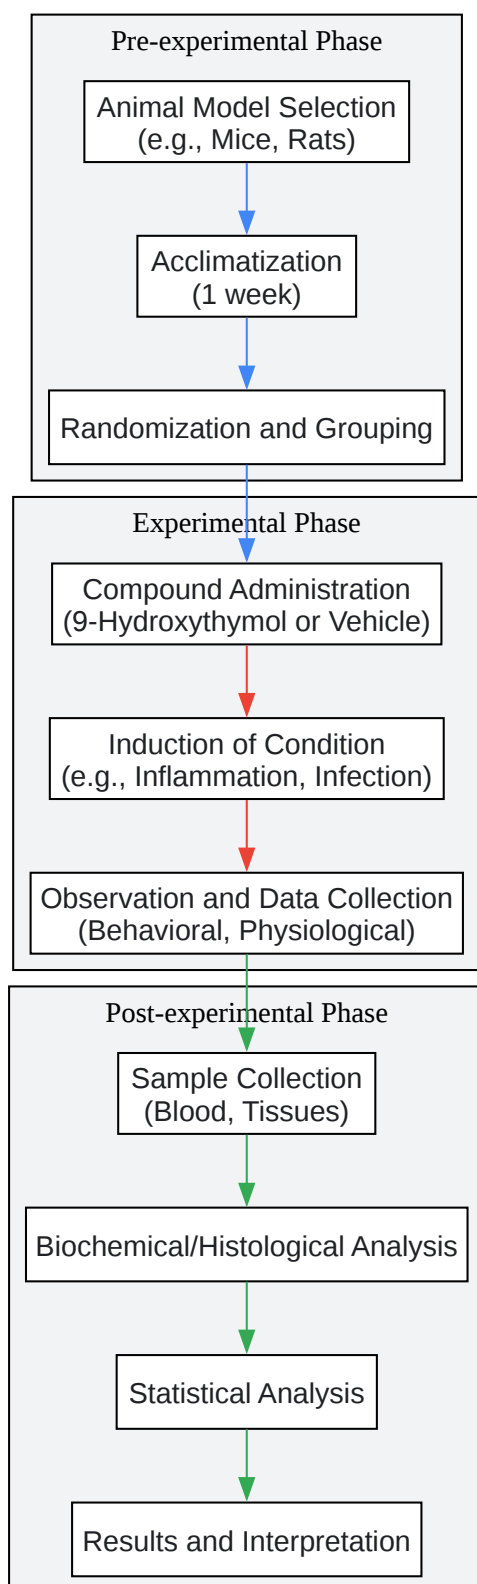 Pre-experimental Phase
Animal Model Selection
(e.g., Mice, Rats)
Acclimatization
(1 week)
Randomization and Grouping
Experimental Phase
Compound Administration
(9-Hydroxythymol or Vehicle)
Induction of Condition
(e.g., Inflammation, Infection)
Observation and Data Collection
(Behavioral, Physiological)
Post-experimental Phase
Sample Collection
(Blood, Tissues)
Biochemical/Histological Analysis
Statistical Analysis
Results and Interpretation